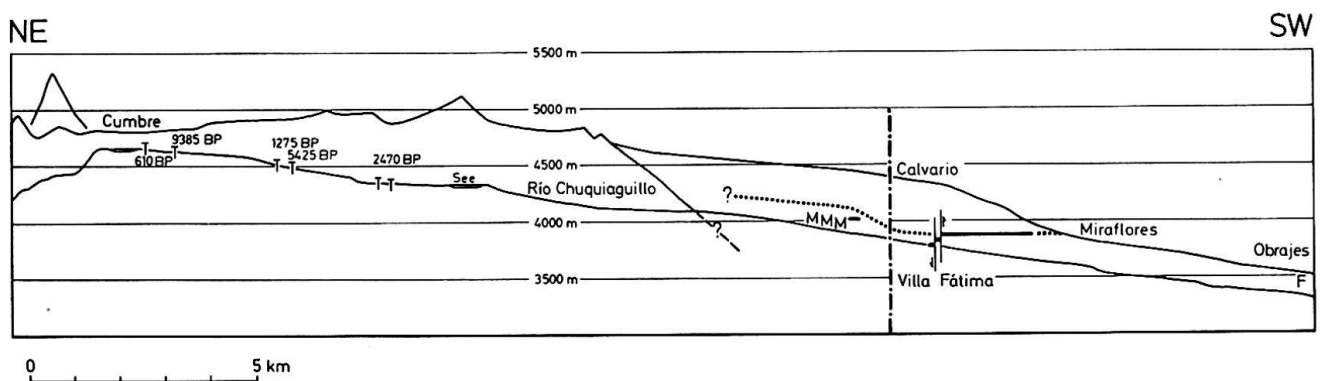 NE
SW
5500 m
5000 m
4500 m
4000 m
3500 m
Cumbre
9385 BP
610 BP
1275 BP
5425 BP
2470 BP
See
Río Chuquiaguillo
?
?
MMM
Calvario
Miraflores
Obrajes
Villa Fátima
F
T T T T T T
0 5 km